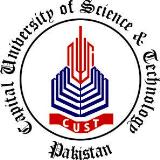 Capital University of Science & Technology
CUST
Pakistan